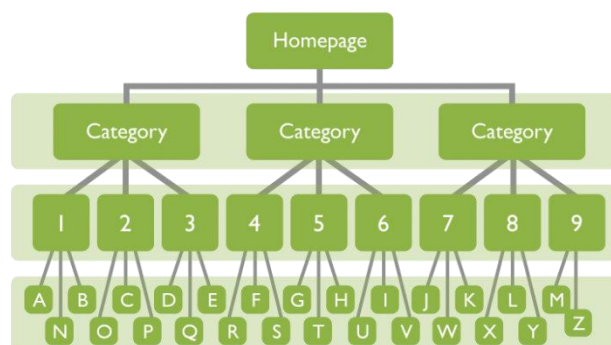 Homepage
Category Category Category
1 2 3 4 5 6 7 8 9
A B C D E F G H I J K L M
N O P Q R S T U V W X Y Z